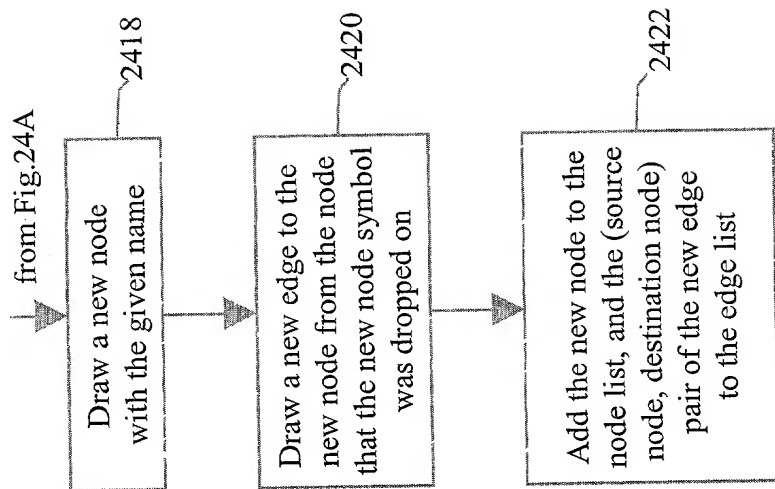 from Fig.24A
Draw a new node
with the given name
2418
Draw a new edge to the
new node from the node
that the new node symbol
was dropped on
2420
Add the new node to the
node list, and the (source
node, destination node)
pair of the new edge
to the edge list
2422